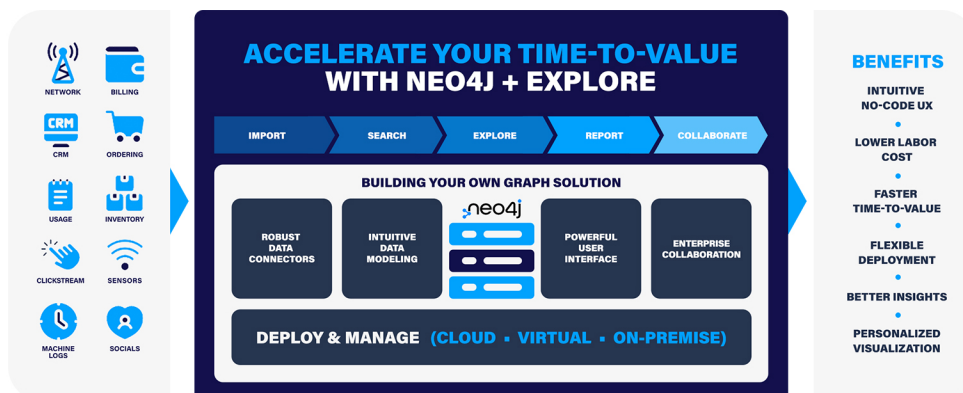 NETWORK
BILLING
CRM
CRM
ORDERING
USAGE
INVENTORY
CLICKSTREAM
SENSORS
MACHINE
LOGS
SOCIALS
ACCELERATE YOUR TIME-TO-VALUE
WITH NEO4J + EXPLORE
IMPORT
SEARCH
EXPLORE
REPORT
COLLABORATE
BUILDING YOUR OWN GRAPH SOLUTION
ROBUST
DATA
CONNECTORS
INTUITIVE
DATA
MODELING
neo4j
POWERFUL
USER
INTERFACE
ENTERPRISE
COLLABORATION
DEPLOY & MANAGE (CLOUD ▪ VIRTUAL ▪ ON-PREMISE)
BENEFITS
INTUITIVE
NO-CODE UX
LOWER LABOR
COST
FASTER
TIME-TO-VALUE
FLEXIBLE
DEPLOYMENT
BETTER INSIGHTS
PERSONALIZED
VISUALIZATION